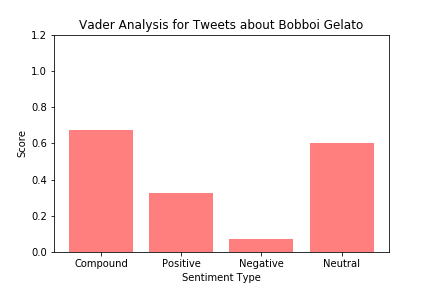 Vader Analysis for Tweets about Bobboi Gelato
1.2
1.0
0.8
0.6
0.4
0.2
0.0
Score
Compound Positive Negative Neutral
Sentiment Type